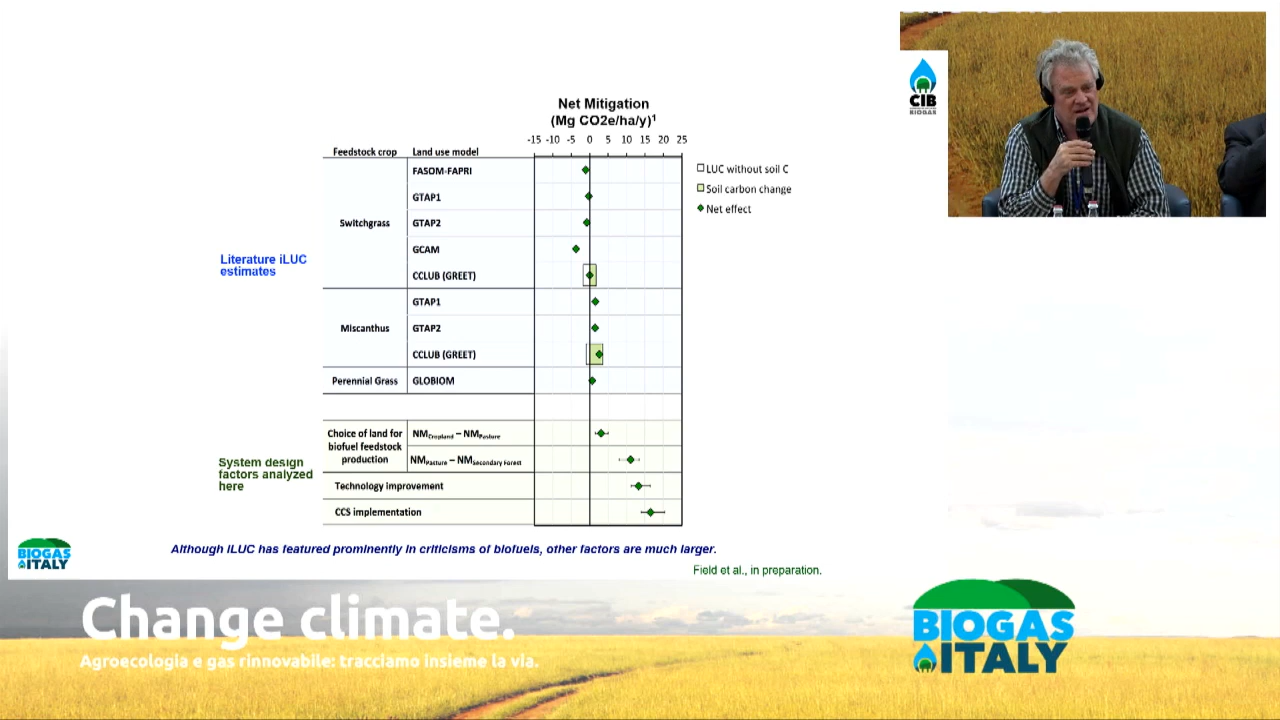 Net Mitigation
(Mg CO2e/ha/y)¹
-15 -10 -5 0 5 10 15 20 25
Feedstock crop Land use model
FASOM-FAPRI
GTAP1
Switchgrass GTAP2
GCAM
CCLUB (GREET)
GTAP1
Miscanthus GTAP2
CCLUB (GREET)
Perennial Grass GLOBIOM
LUC without soil C
Soil carbon change
Net effect
Literature iLUC
estimates
Choice of land for
biofuel feedstock
production
NMCropland – NMPasture
NMPasture – NMSecondary Forest
Technology improvement
CCS implementation
System design
factors analyzed
here
Although iLUC has featured prominently in criticisms of biofuels, other factors are much larger.
Field et al., in preparation.
BIOGAS
ITALY
CIB
BIOGAS
Change climate.
Agroecologia e gas rinnovabile: tracciamo insieme la via.
BIOGAS
ITALY